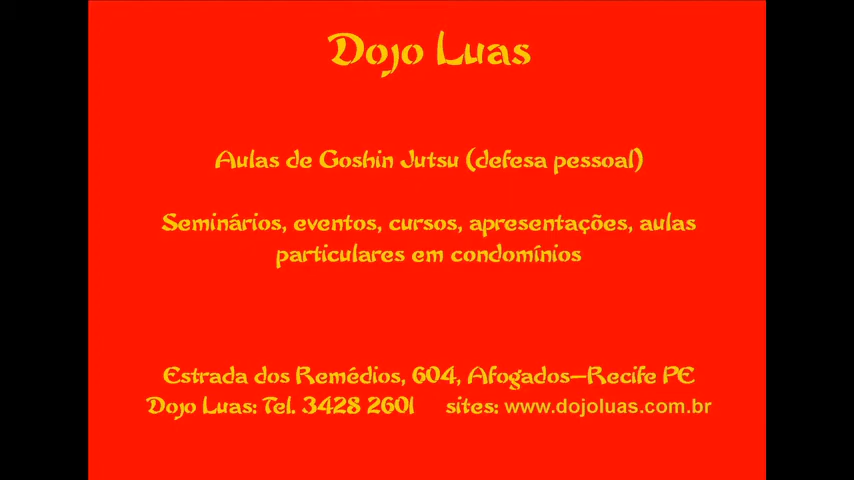 Dojo Luas
Aulas de Goshin Jutsu (defesa pessoal)
Seminários, eventos, cursos, apresentações, aulas
particulares em condomínios
Estrada dos Remédios, 604, Afogados—Recife PE
Dojo Luas: Tel. 3428 2601 sites: www.dojoluas.com.br